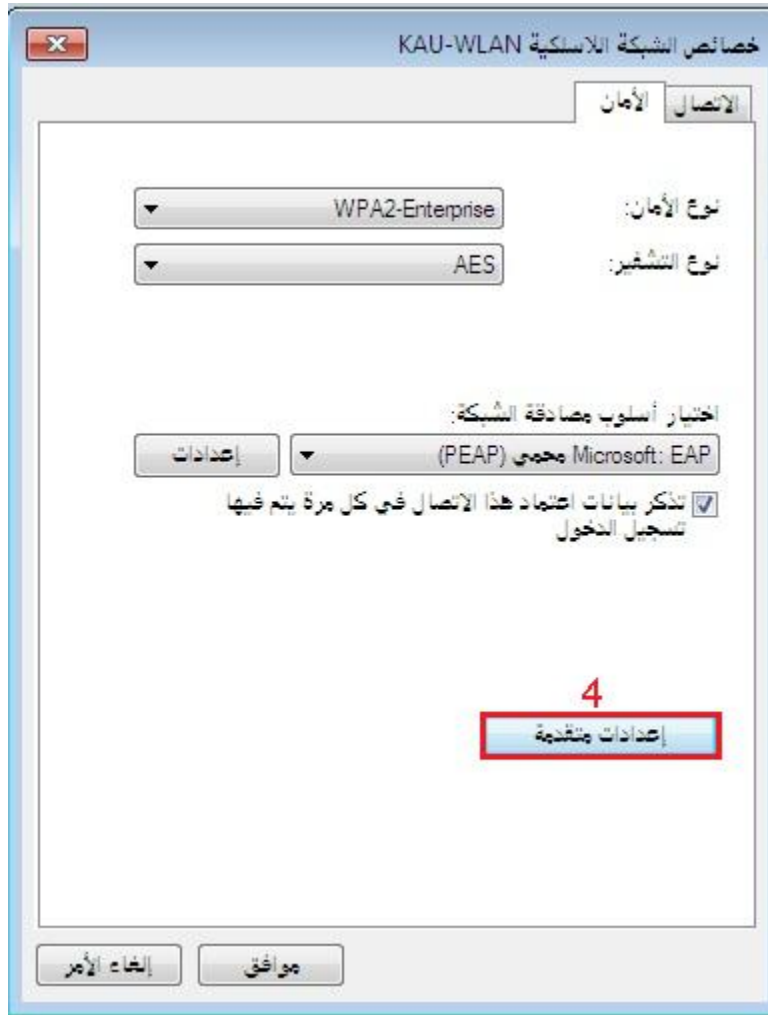 خصائص الشبكة اللاسلكية KAU-WLAN
الاتصال
الأمان
نوع الأمان:
WPA2-Enterprise
نوع التشفير:
AES
اختيار أسلوب مصادقة الشبكة:
Microsoft: EAP محمي (PEAP)
إعدادات
تذكر بيانات اعتماد هذا الاتصال في كل مرة يتم فيها
تسجيل الدخول
4
إعدادات متقدمة
موافق
إلغاء الأمر